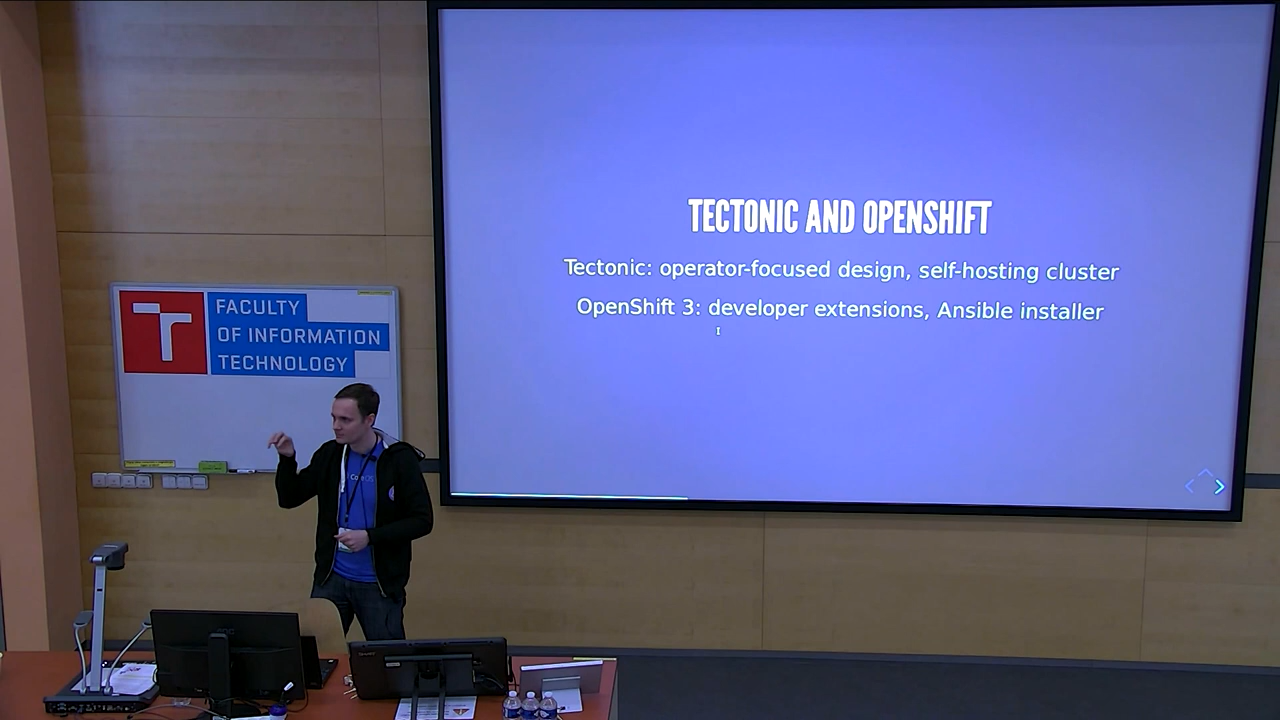 TECTONIC AND OPENSHIFT
Tectonic: operator-focused design, self-hosting cluster
OpenShift 3: developer extensions, Ansible installer
T
FACULTY
OF INFORMATION
TECHNOLOGY